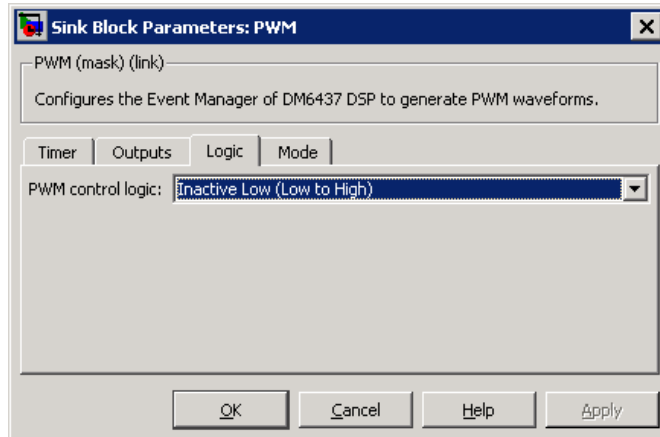 Sink Block Parameters: PWM
PWM (mask) (link)
Configures the Event Manager of DM6437 DSP to generate PWM waveforms.
Timer Outputs Logic Mode
PWM control logic: Inactive Low (Low to High)
OK Cancel Help Apply